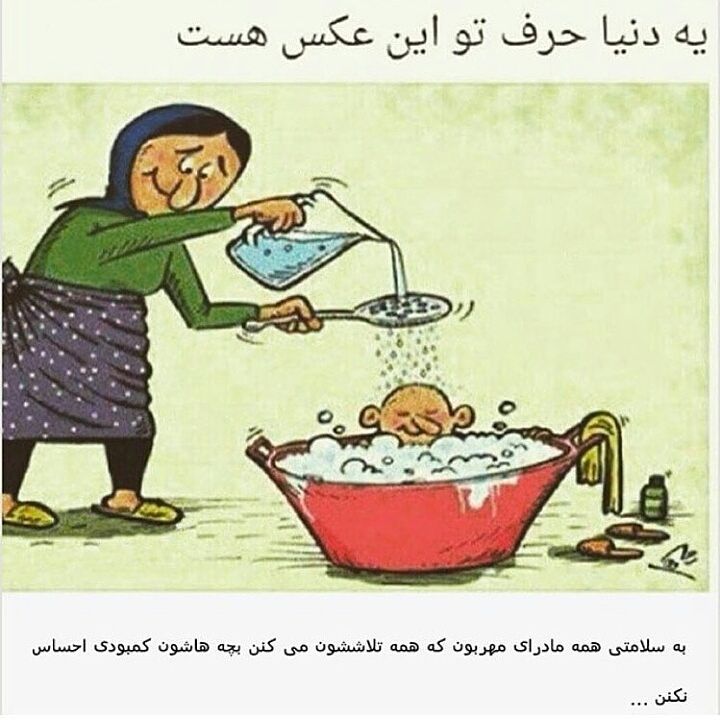 یه دنیا حرف تو این عکس هست
به سلامتی همه مادرای مهربون که همه تلاششون می کنن بچه هاشون کمبودی احساس
نکنن ...